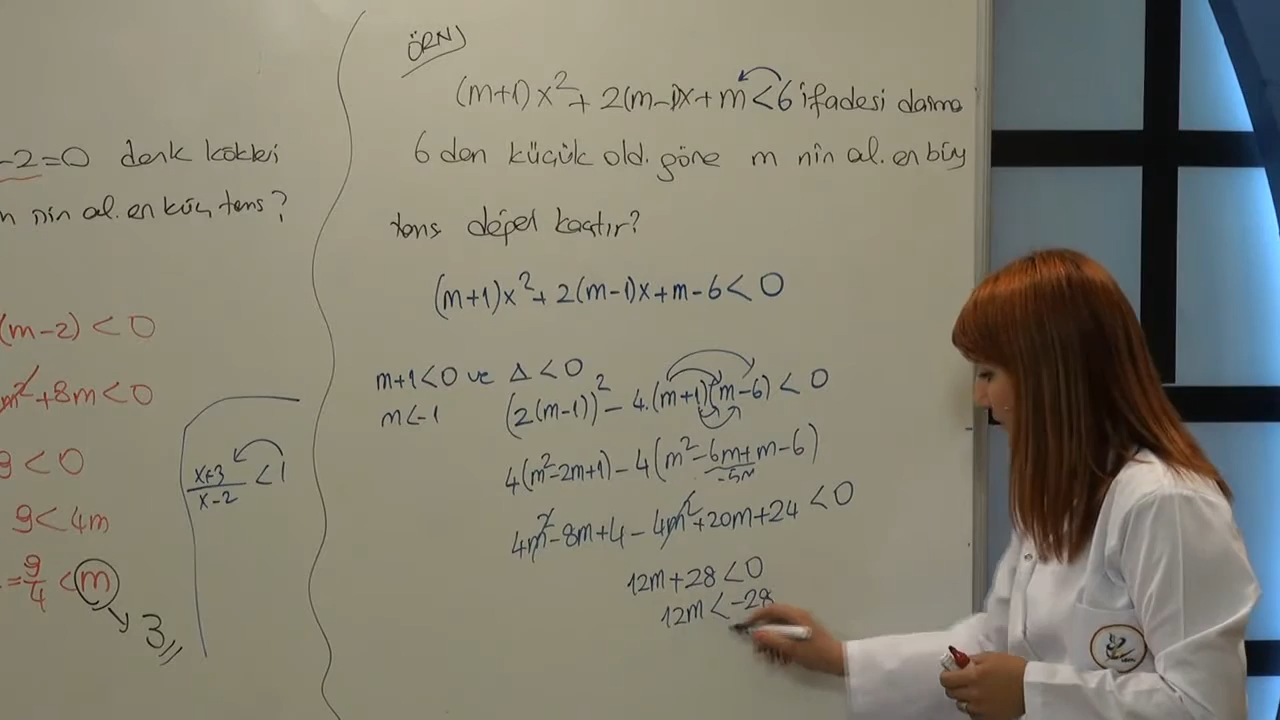 -2=0 denk kökleri
nin al. en küç tams?
(m-2) < 0
m²+8m < 0
9 < 0
9 < 4m
= 9/4 < m
3
x+3/x-2 < 1
ÖRN)
(m+1)x²+ 2(m-1)x+m<6 ifadesi daima
6 dan küçük old. göre m nin al. en büy
tams değeri kaçtır?
(m+1)x²+2(m-1)x+m-6<0
m+1<0 ve Δ<0
m<-1
(2(m-1))² - 4.(m+1)(m-6) < 0
4(m²-2m+1) - 4(m²-6m+m-6)
-5m
4m²-8m+4-4m²+20m+24 <0
12m+28<0
12m<-28